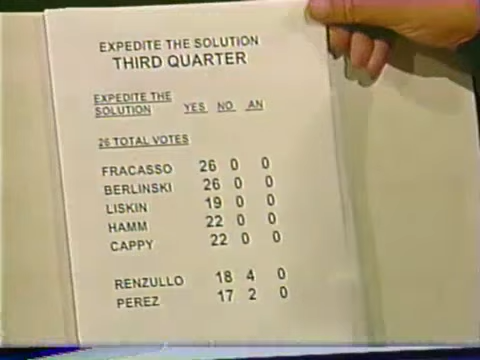 EXPEDITE THE SOLUTION
THIRD QUARTER
EXPEDITE THE
SOLUTION YES NO AN
26 TOTAL VOTES
FRACASSO 26 0 0
BERLINSKI 26 0 0
LISKIN 19 0 0
HAMM 22 0 0
CAPPY 22 0 0
RENZULLO 18 4 0
PEREZ 17 2 0